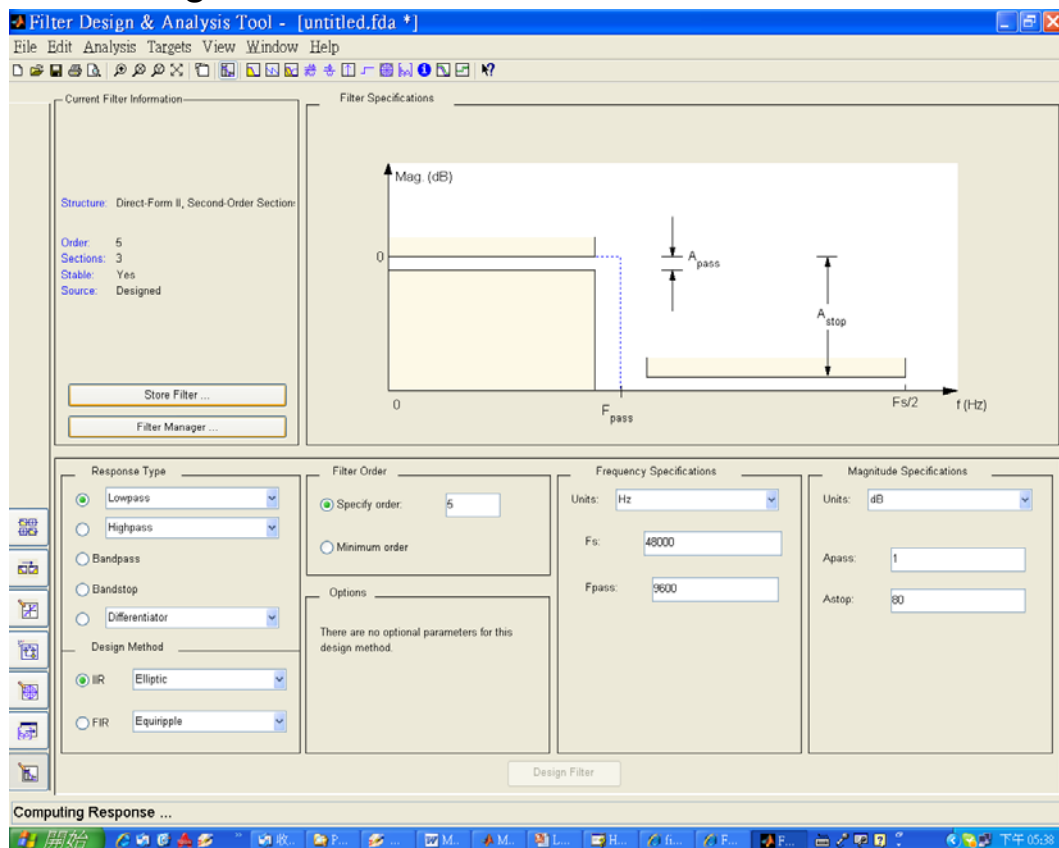 Filter Design & Analysis Tool - [untitled.fda *]
File Edit Analysis Targets View Window Help
Current Filter Information
Structure: Direct-Form II, Second-Order Section
Order: 5
Sections: 3
Stable: Yes
Source: Designed
Store Filter ...
Filter Manager ...
Filter Specifications
Mag. (dB)
0
A pass
A stop
0
F pass
Fs/2
f (Hz)
Response Type
Lowpass
Highpass
Bandpass
Bandstop
Differentiator
Design Method
IIR Elliptic
FIR Equiripple
Filter Order
Specify order: 5
Minimum order
Options
There are no optional parameters for this
design method.
Frequency Specifications
Units: Hz
Fs: 48000
Fpass: 9600
Magnitude Specifications
Units: dB
Apass: 1
Astop: 80
Design Filter
Computing Response ...
開始 收... P... ... M... M... L... H... fi... F... F... 下午 05:38